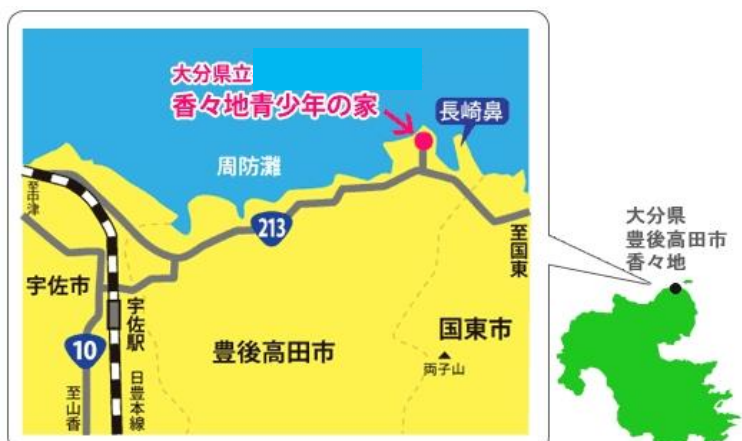 大分県立
香々地青少年の家
長崎鼻
周防灘
至中津
213
至国東
大分県
豊後高田市
香々地
宇佐市
宇佐駅
10
豊後高田市
国東市
両子山
至山香
日豊本線